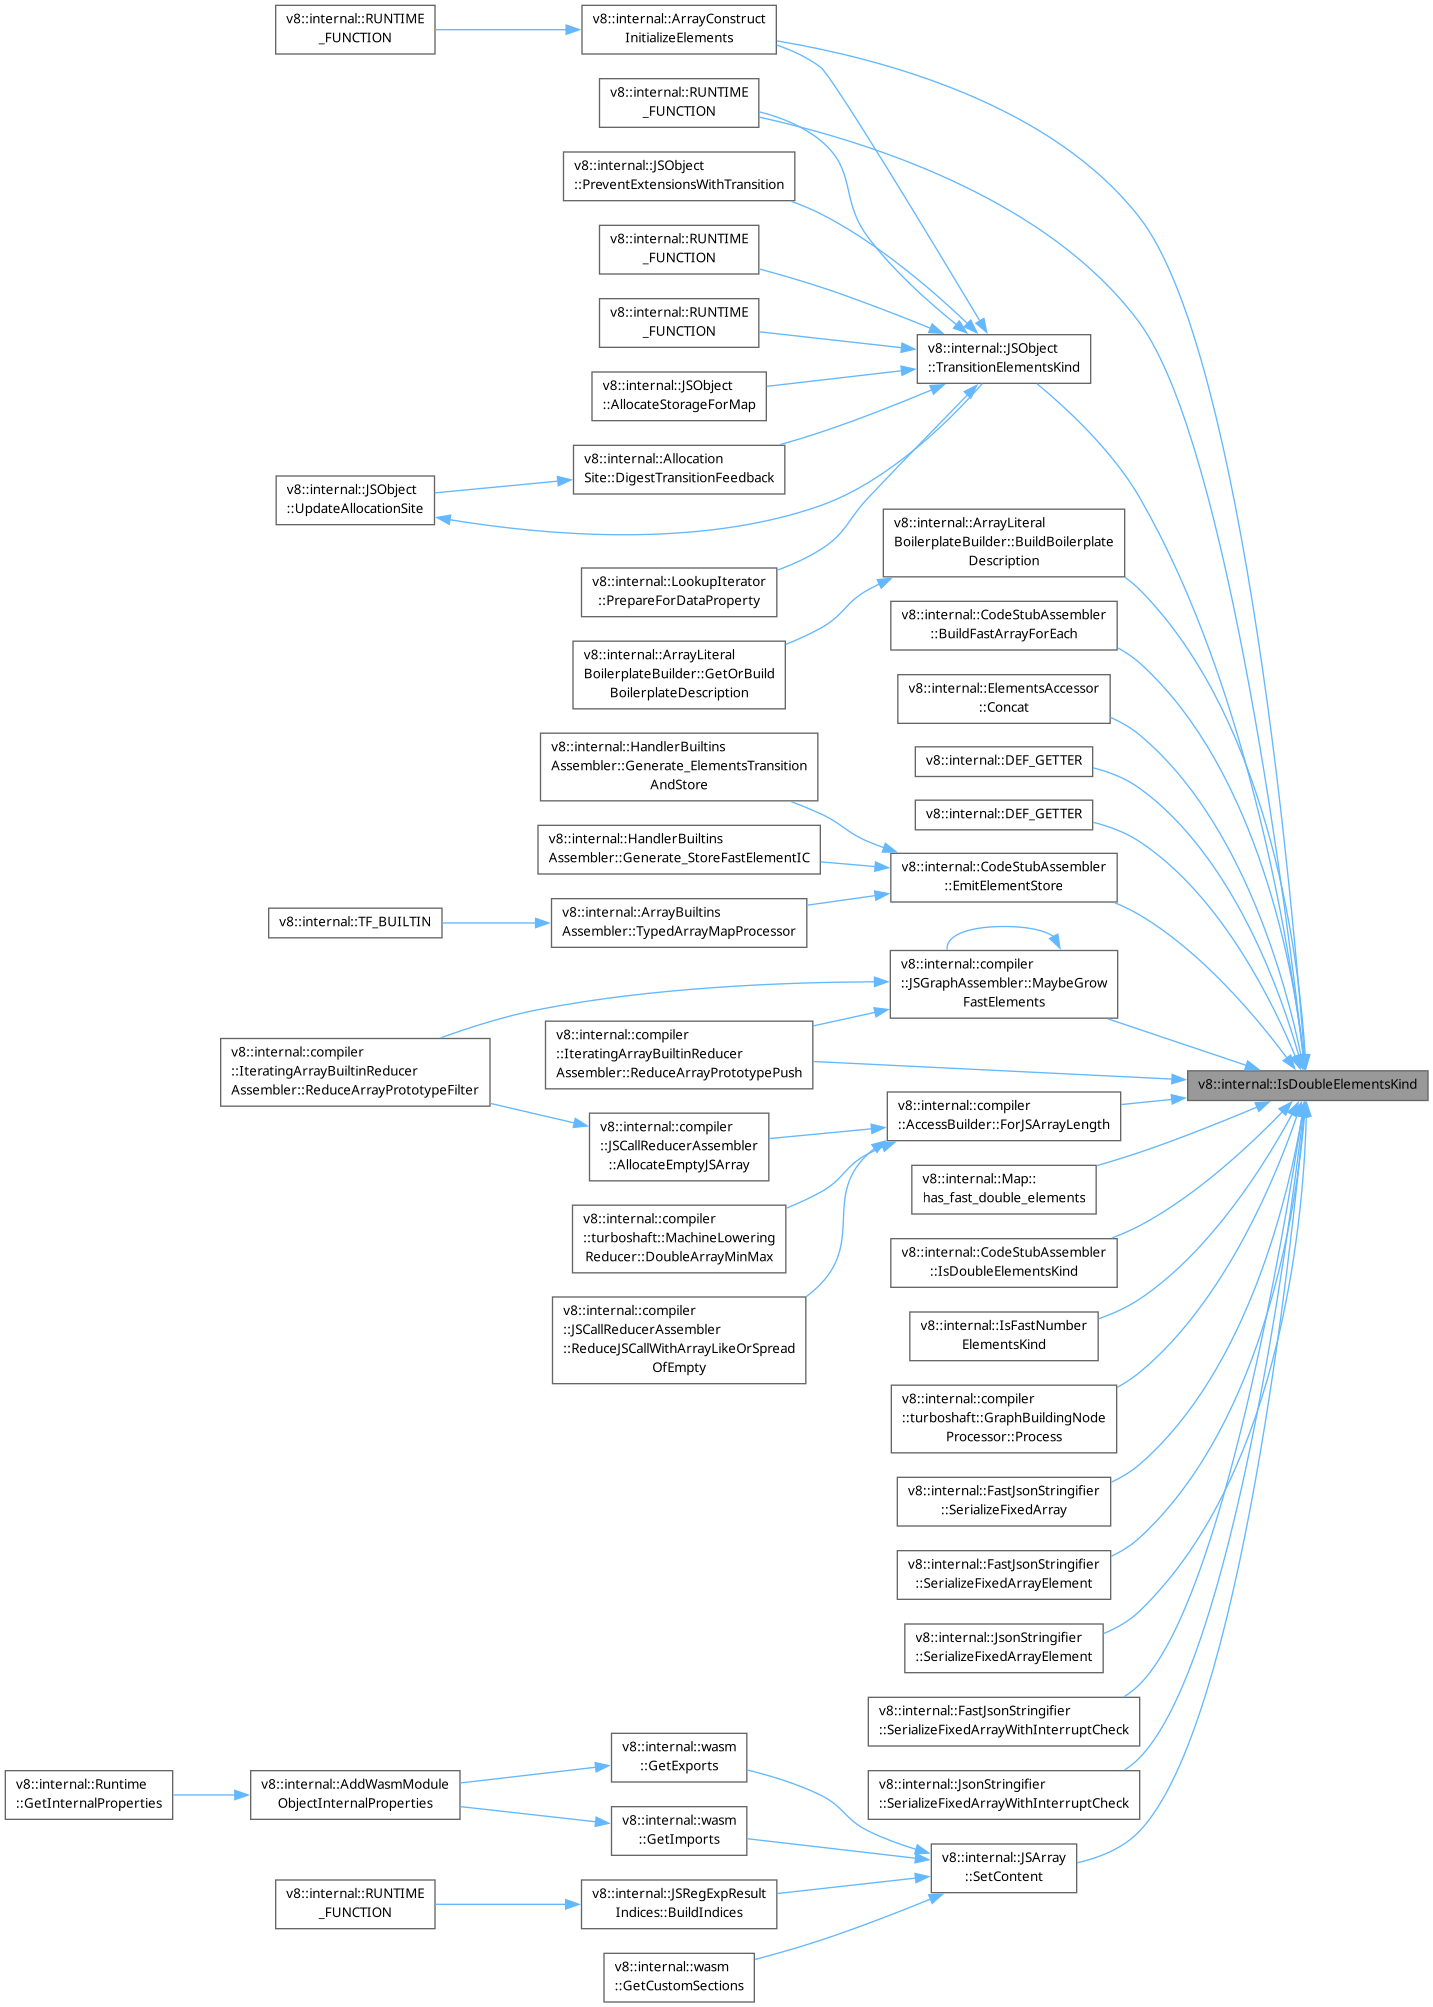 v8::internal::RUNTIME
_FUNCTION
v8::internal::ArrayConstruct
InitializeElements
v8::internal::RUNTIME
_FUNCTION
v8::internal::JSObject
::PreventExtensionsWithTransition
v8::internal::RUNTIME
_FUNCTION
v8::internal::RUNTIME
_FUNCTION
v8::internal::JSObject
::TransitionElementsKind
v8::internal::JSObject
::AllocateStorageForMap
v8::internal::Allocation
Site::DigestTransitionFeedback
v8::internal::JSObject
::UpdateAllocationSite
v8::internal::ArrayLiteral
BoilerplateBuilder::BuildBoilerplate
Description
v8::internal::LookupIterator
::PrepareForDataProperty
v8::internal::CodeStubAssembler
::BuildFastArrayForEach
v8::internal::ArrayLiteral
BoilerplateBuilder::GetOrBuild
BoilerplateDescription
v8::internal::ElementsAccessor
::Concat
v8::internal::HandlerBuiltins
Assembler::Generate_ElementsTransition
AndStore
v8::internal::DEF_GETTER
v8::internal::DEF_GETTER
v8::internal::HandlerBuiltins
Assembler::Generate_StoreFastElementIC
v8::internal::CodeStubAssembler
::EmitElementStore
v8::internal::TF_BUILTIN
v8::internal::ArrayBuiltins
Assembler::TypedArrayMapProcessor
v8::internal::compiler
::JSGraphAssembler::MaybeGrow
FastElements
v8::internal::compiler
::IteratingArrayBuiltinReducer
Assembler::ReduceArrayPrototypeFilter
v8::internal::compiler
::IteratingArrayBuiltinReducer
Assembler::ReduceArrayPrototypePush
v8::internal::IsDoubleElementsKind
v8::internal::compiler
::AccessBuilder::ForJSArrayLength
v8::internal::compiler
::JSCallReducerAssembler
::AllocateEmptyJSArray
v8::internal::Map::
has_fast_double_elements
v8::internal::compiler
::turboshaft::MachineLowering
Reducer::DoubleArrayMinMax
v8::internal::CodeStubAssembler
::IsDoubleElementsKind
v8::internal::compiler
::JSCallReducerAssembler
::ReduceJSCallWithArrayLikeOrSpread
OfEmpty
v8::internal::IsFastNumber
ElementsKind
v8::internal::compiler
::turboshaft::GraphBuildingNode
Processor::Process
v8::internal::FastJsonStringifier
::SerializeFixedArray
v8::internal::FastJsonStringifier
::SerializeFixedArrayElement
v8::internal::JsonStringifier
::SerializeFixedArrayElement
v8::internal::FastJsonStringifier
::SerializeFixedArrayWithInterruptCheck
v8::internal::JsonStringifier
::SerializeFixedArrayWithInterruptCheck
v8::internal::wasm
::GetExports
v8::internal::Runtime
::GetInternalProperties
v8::internal::AddWasmModule
ObjectInternalProperties
v8::internal::wasm
::GetImports
v8::internal::JSArray
::SetContent
v8::internal::RUNTIME
_FUNCTION
v8::internal::JSRegExpResult
Indices::BuildIndices
v8::internal::wasm
::GetCustomSections